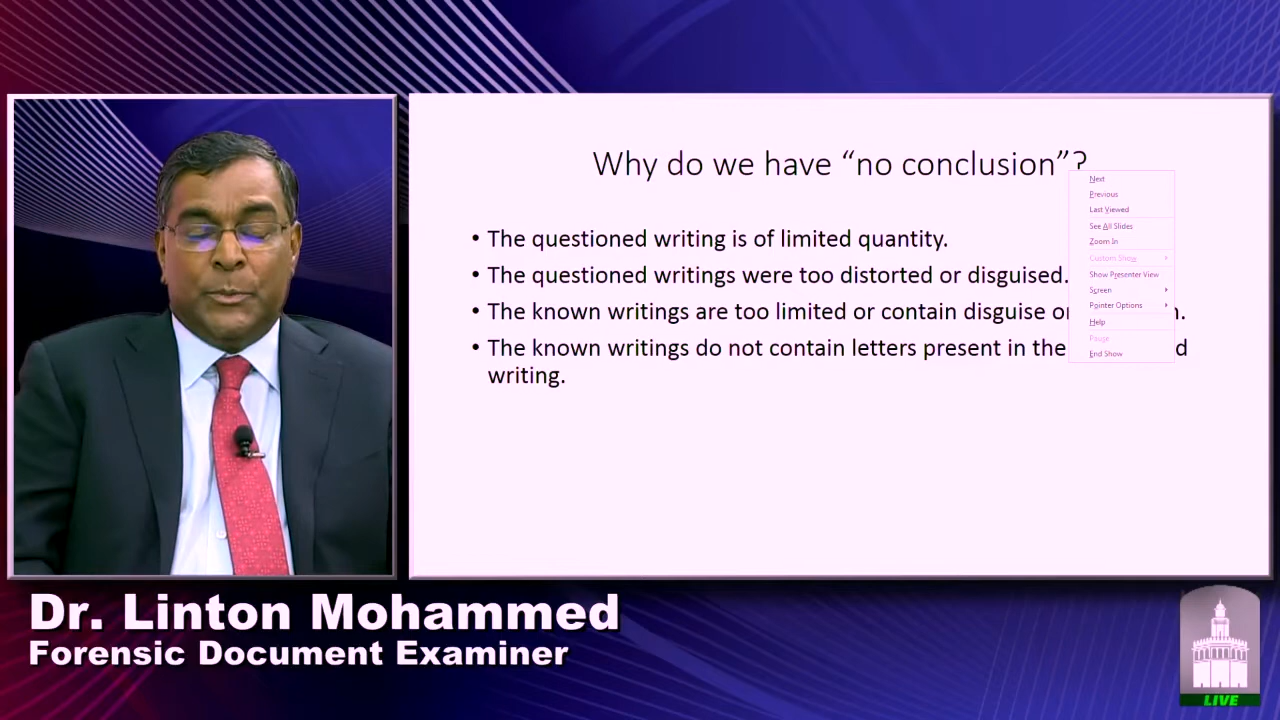 Why do we have “no conclusion”?
• The questioned writing is of limited quantity.
• The questioned writings were too distorted or disguised.
• The known writings are too limited or contain disguise or
• The known writings do not contain letters present in the
writing.
Next
Previous
Last Viewed
See All Slides
Zoom In
Custom Show
Show Presenter View
Screen
Pointer Options
Help
Pause
End Show
Dr. Linton Mohammed
Forensic Document Examiner
LIVE